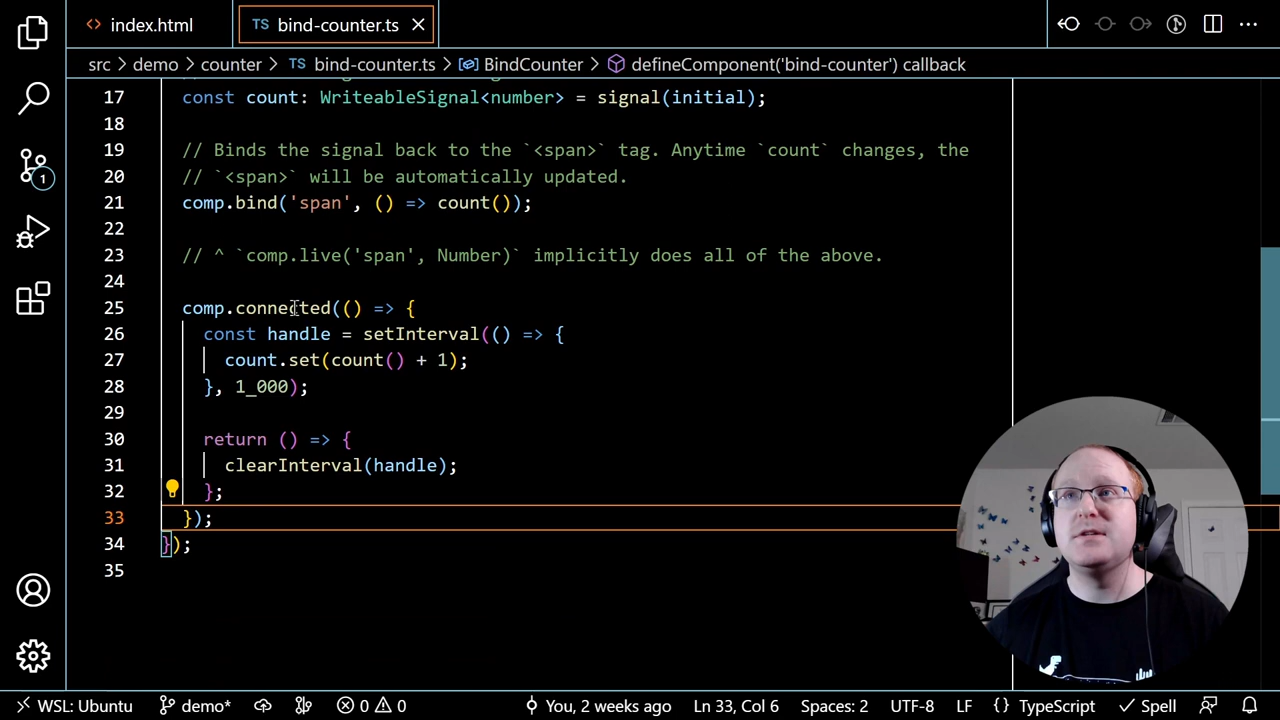 index.html
TS bind-counter.ts
src > demo > counter > TS bind-counter.ts > BindCounter > defineComponent('bind-counter') callback
17 const count: WriteableSignal<number> = signal(initial);
18
19 // Binds the signal back to the `<span>` tag. Anytime `count` changes, the
20 // `<span>` will be automatically updated.
21 comp.bind('span', () => count());
22
23 // ^ `comp.live('span', Number)` implicitly does all of the above.
24
25 comp.connected(() => {
26 const handle = setInterval(() => {
27 count.set(count() + 1);
28 }, 1_000);
29
30 return () => {
31 clearInterval(handle);
32 };
33 });
34 });
35
1
WSL: Ubuntu demo* 0 0 You, 2 weeks ago Ln 33, Col 6 Spaces: 2 UTF-8 LF {} TypeScript Spell